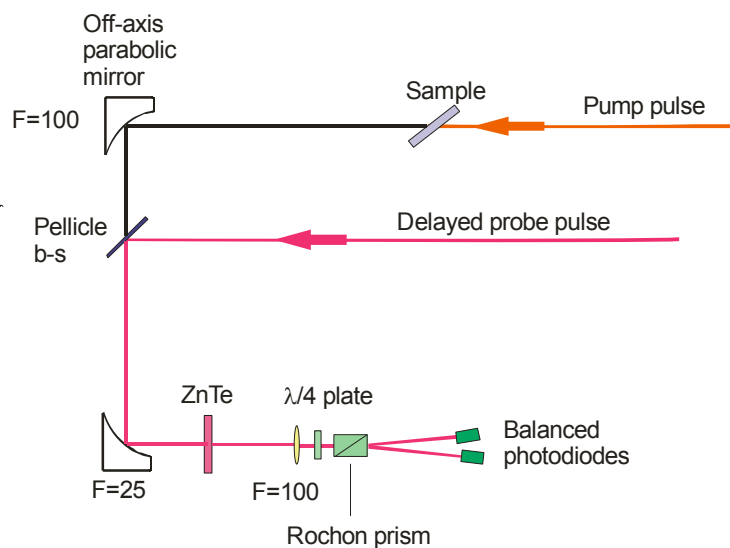 Off-axis
parabolic
mirror
F=100
Sample
Pump pulse
Pellicle
b-s
Delayed probe pulse
ZnTe
λ/4 plate
Balanced
photodiodes
F=25
F=100
Rochon prism